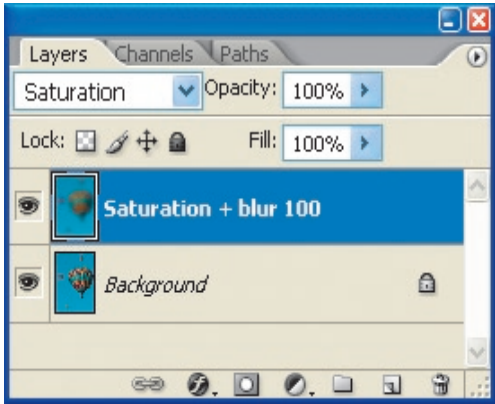 Layers Channels Paths
Saturation Opacity: 100%
Lock: Fill: 100%
Saturation + blur 100
Background